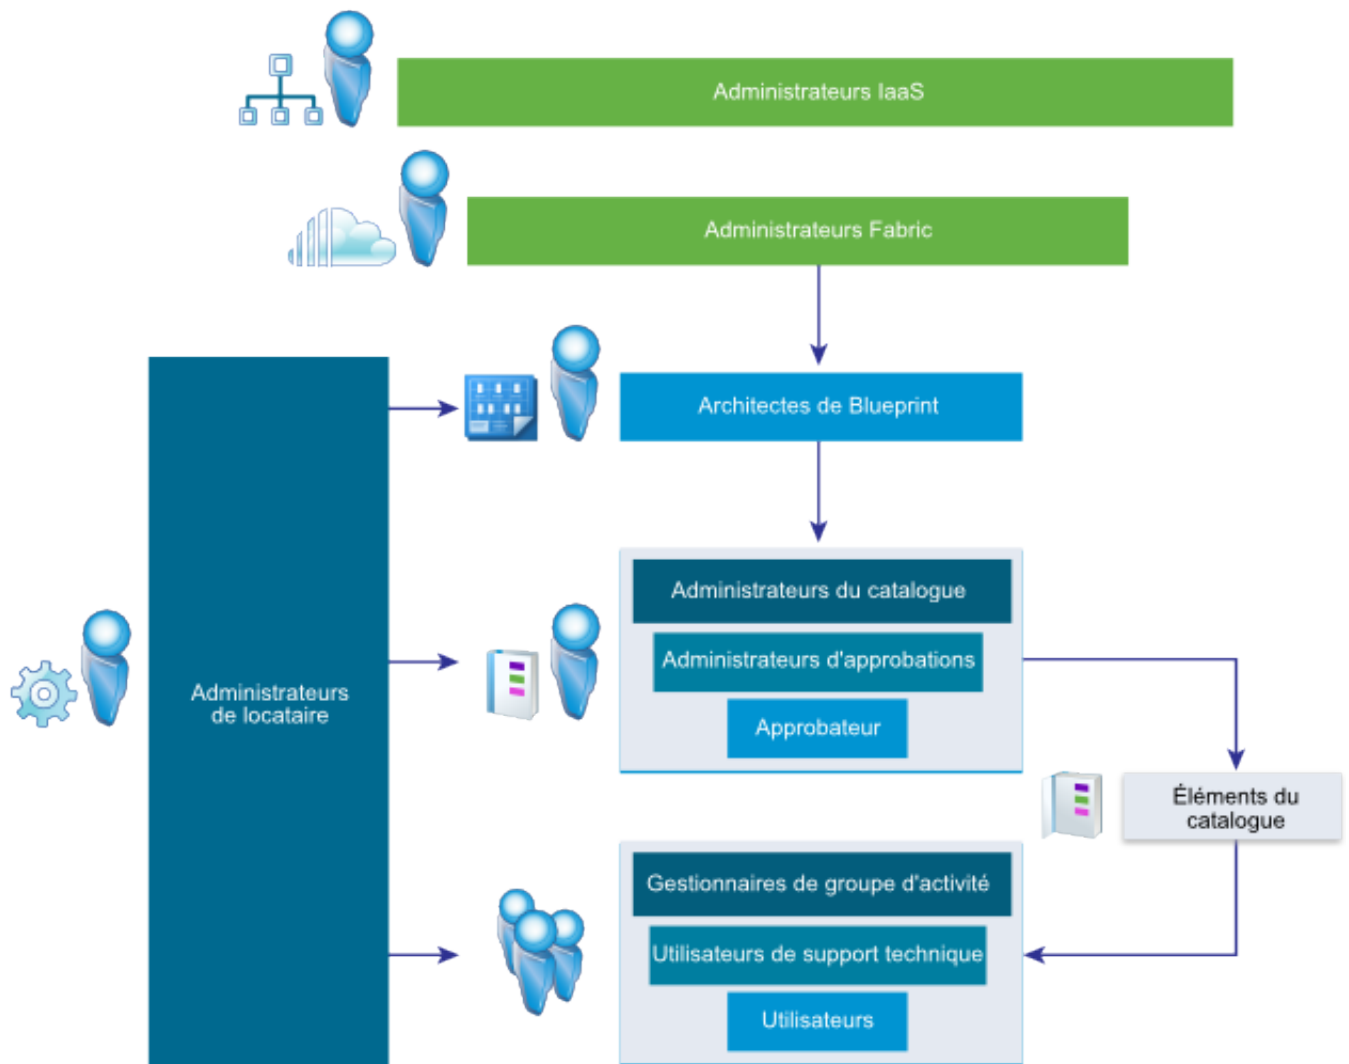 Administrateurs IaaS
Administrateurs Fabric
Architectes de Blueprint
Administrateurs du catalogue
Administrateurs d'approbations
Approbateur
Administrateurs
de locataire
Éléments du
catalogue
Gestionnaires de groupe d'activité
Utilisateurs de support technique
Utilisateurs